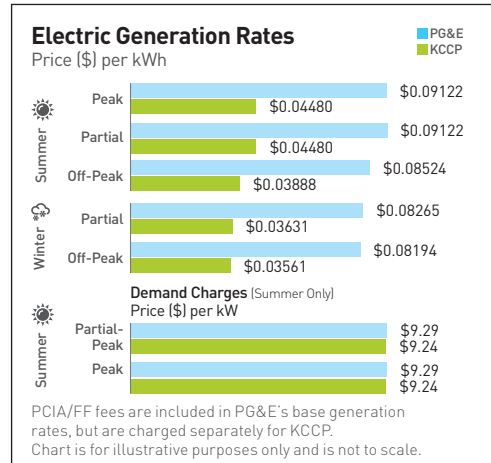 Electric Generation Rates
Price ($) per kWh
PG&E
KCCP
Summer
Peak
$0.09122
$0.04480
Partial
$0.09122
$0.04480
Off-Peak
$0.08524
$0.03888
Winter
Partial
$0.08265
$0.03631
Off-Peak
$0.08194
$0.03561
Demand Charges (Summer Only)
Price ($) per kW
Summer
Partial-
Peak
$9.29
$9.24
Peak
$9.29
$9.24
PCIA/FF fees are included in PG&E's base generation
rates, but are charged separately for KCCP.
Chart is for illustrative purposes only and is not to scale.